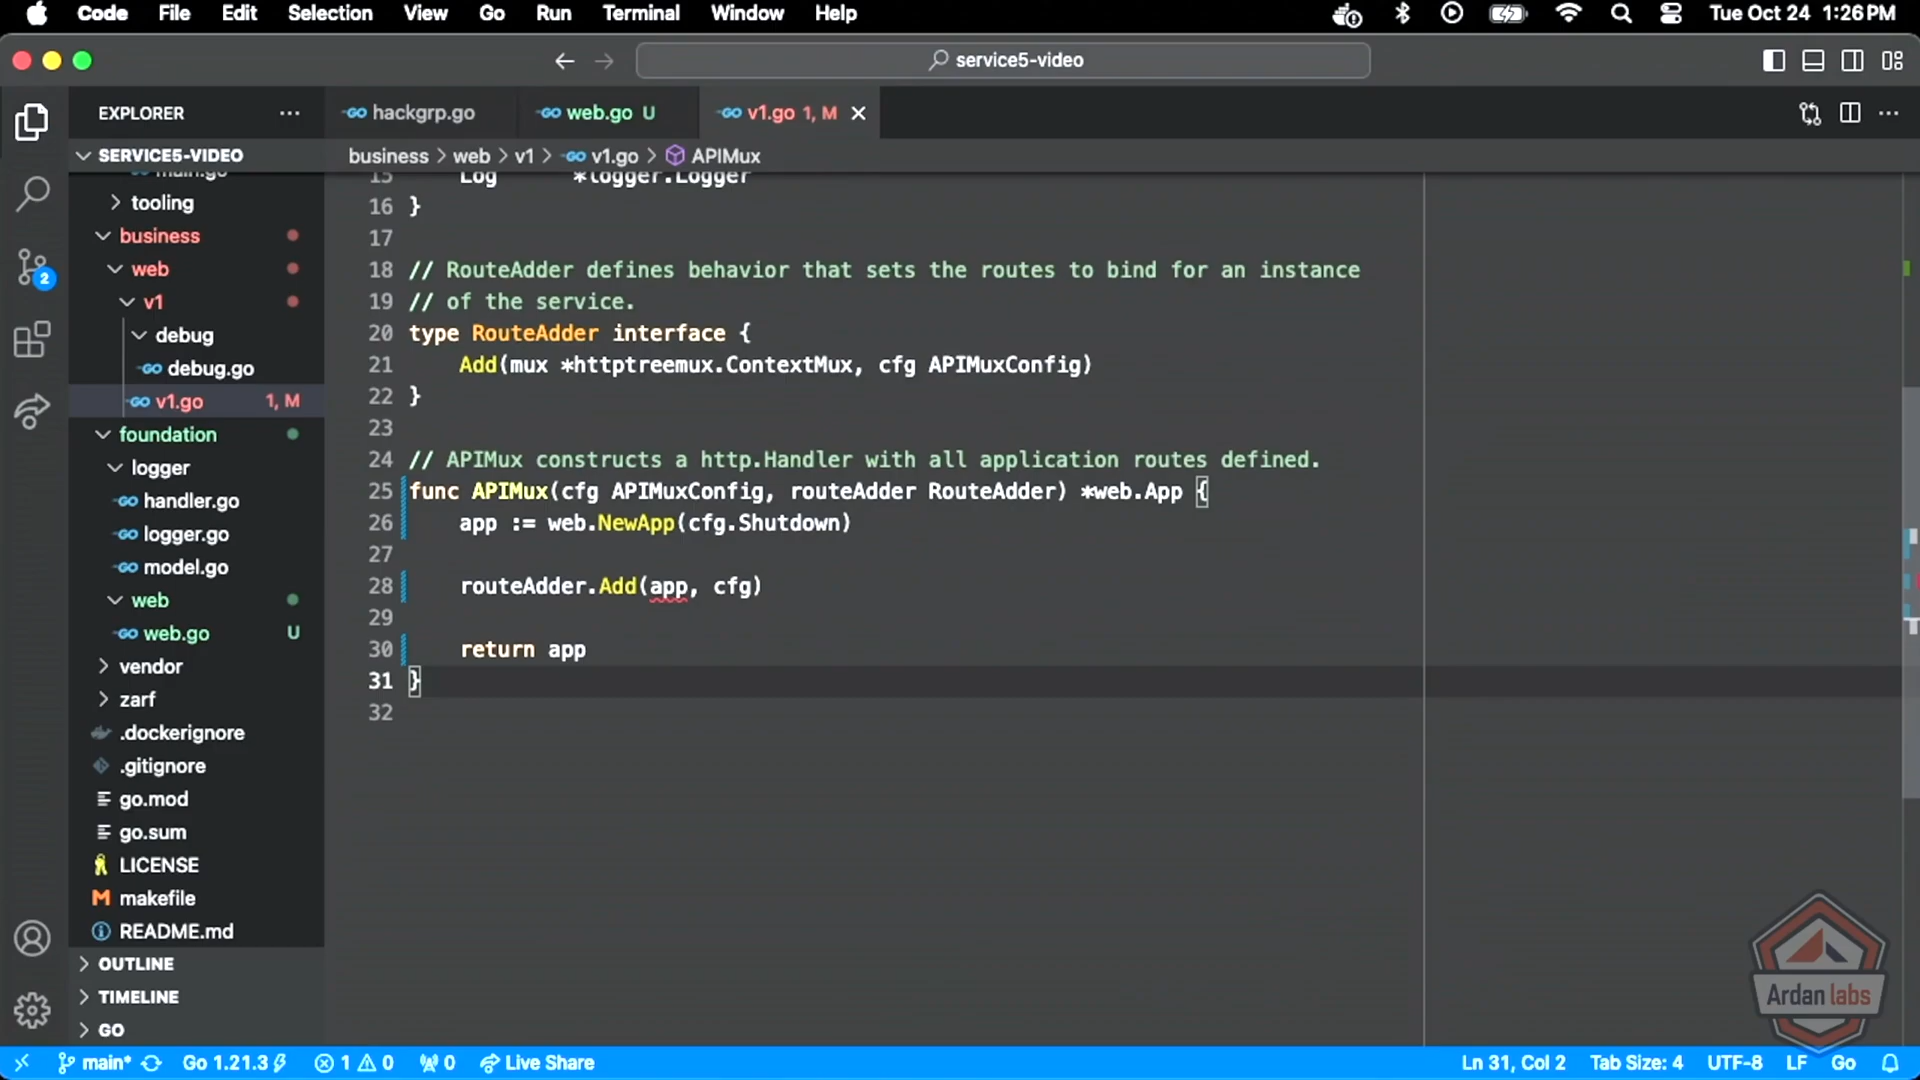 Code File Edit Selection View Go Run Terminal Window Help Tue Oct 24 1:26 PM
service5-video
EXPLORER
hackgrp.go
web.go U
v1.go 1, M
SERVICE5-VIDEO
business > web > v1 > v1.go > APIMux
main.go
tooling
business
web
v1
debug
debug.go
v1.go 1, M
foundation
logger
handler.go
logger.go
model.go
web
web.go U
vendor
zarf
.dockerignore
.gitignore
go.mod
go.sum
LICENSE
makefile
README.md
OUTLINE
TIMELINE
GO
2
15 Log *logger.Logger
16 }
17
18 // RouteAdder defines behavior that sets the routes to bind for an instance
19 // of the service.
20 type RouteAdder interface {
21 Add(mux *httptreemux.ContextMux, cfg APIMuxConfig)
22 }
23
24 // APIMux constructs a http.Handler with all application routes defined.
25 func APIMux(cfg APIMuxConfig, routeAdder RouteAdder) *web.App {
26 app := web.NewApp(cfg.Shutdown)
27
28 routeAdder.Add(app, cfg)
29
30 return app
31 }
32
Ardan labs
main* Go 1.21.3 1 0 0 Live Share Ln 31, Col 2 Tab Size: 4 UTF-8 LF Go